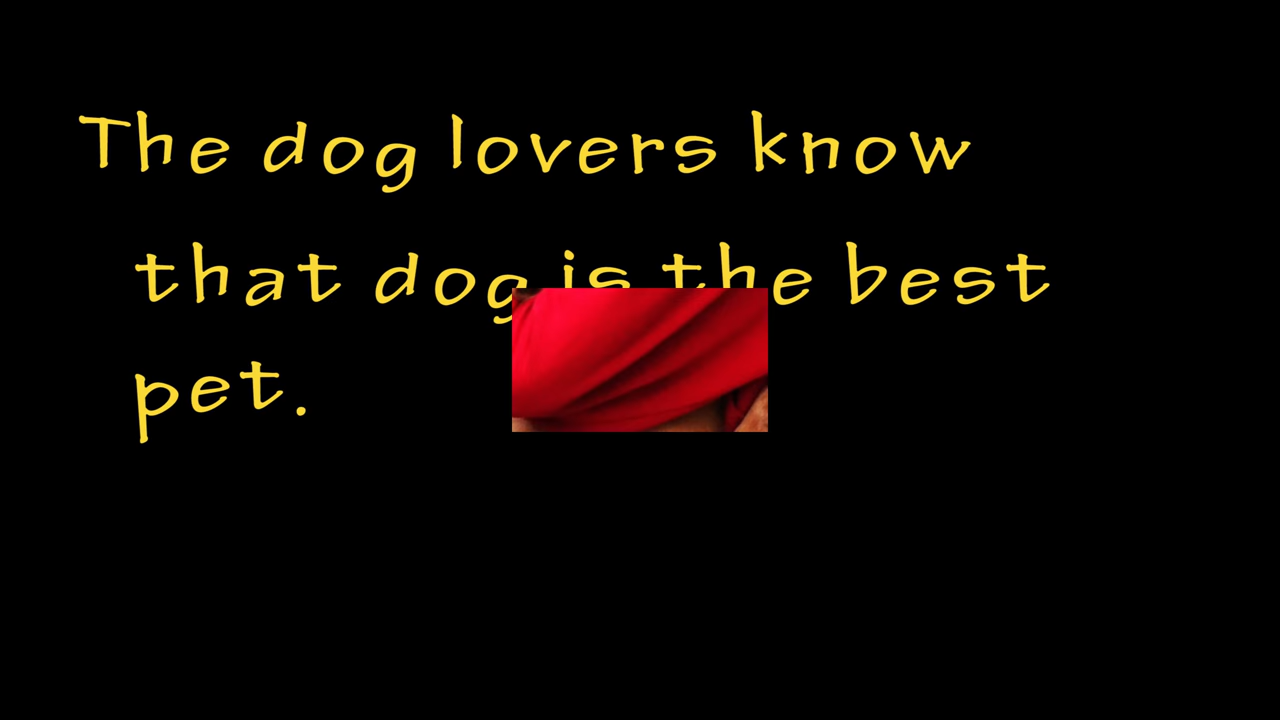 The dog lovers know
that dog is the best
pet.